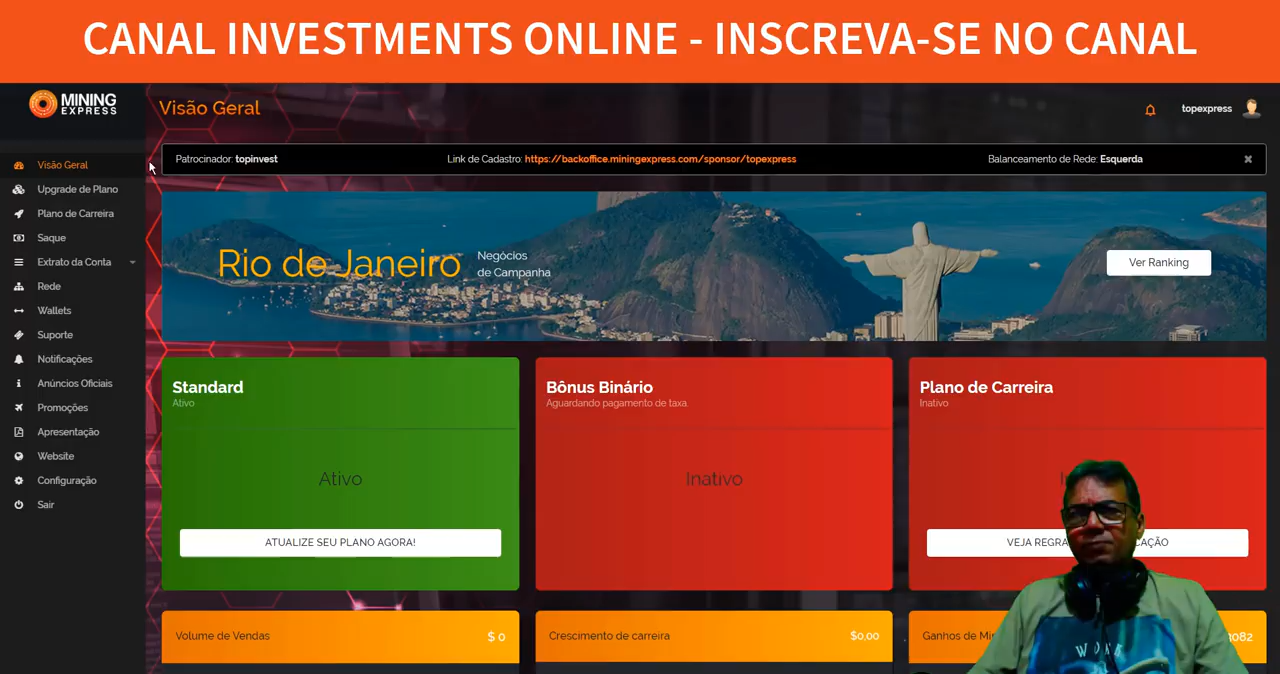 CANAL INVESTMENTS ONLINE - INSCREVA-SE NO CANAL
MINING
EXPRESS
Visão Geral
topexpress
Patrocinador: topinvest
Link de Cadastro: https://backoffice.miningexpress.com/sponsor/topexpress
Balanceamento de Rede: Esquerda
Visão Geral
Upgrade de Plano
Plano de Carreira
Saque
Extrato da Conta
Rede
Wallets
Suporte
Notificações
Anúncios Oficiais
Promoções
Apresentação
Website
Configuração
Sair
Rio de Janeiro
Negócios
de Campanha
Ver Ranking
Standard
Ativo
Ativo
ATUALIZE SEU PLANO AGORA!
Bônus Binário
Aguardando pagamento de taxa.
Inativo
Plano de Carreira
Inativo
VEJA
Volume de Vendas
$ 0
Crescimento de carreira
$0,00
Ganhos de
WORK